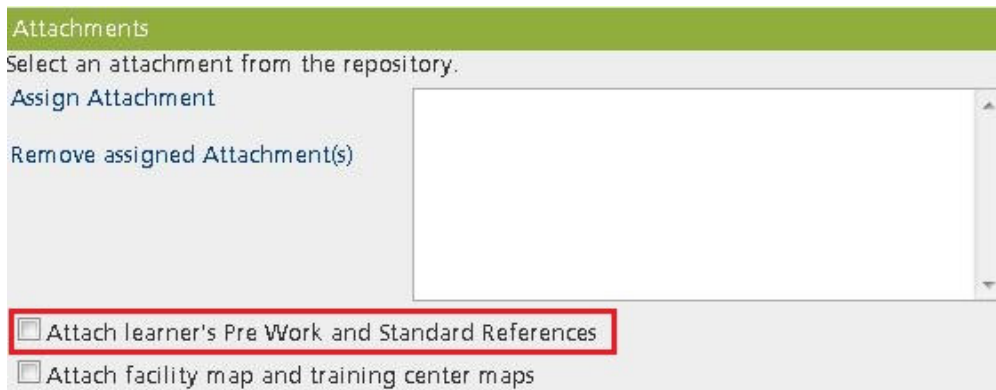 Attachments
Select an attachment from the repository.
Assign Attachment
Remove assigned Attachment(s)
Attach learner's Pre Work and Standard References
Attach facility map and training center maps